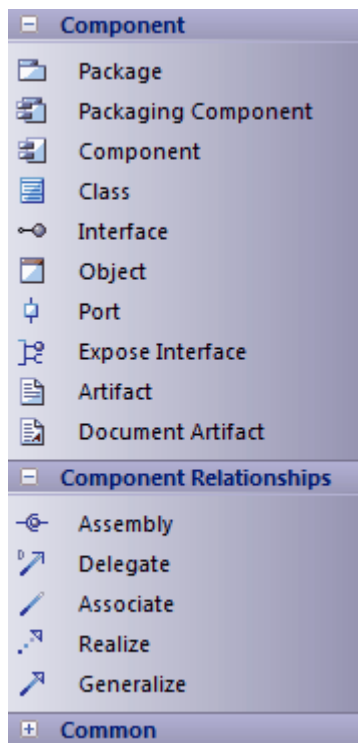 Component
Package
Packaging Component
Component
Class
Interface
Object
Port
Expose Interface
Artifact
Document Artifact
Component Relationships
Assembly
Delegate
Associate
Realize
Generalize
Common